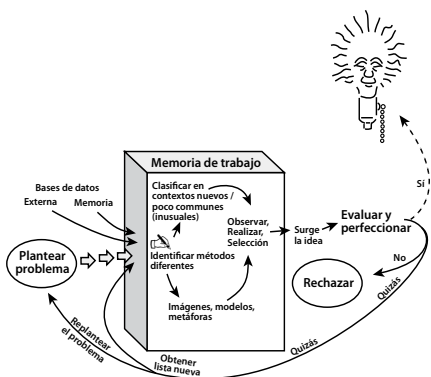 Memoria de trabajo
Bases de datos
Externa
Memoria
Clasificar en
contextos nuevos /
poco communes
(inusuales)
Identificar métodos
diferentes
Imágenes, modelos,
metáforas
Observar,
Realizar,
Selección
Surge
la idea
Evaluar y
perfeccionar
Sí
No
Quizás
Rechazar
Plantear
problema
Replantear
el problema
Obtener
lista nueva
Quizás